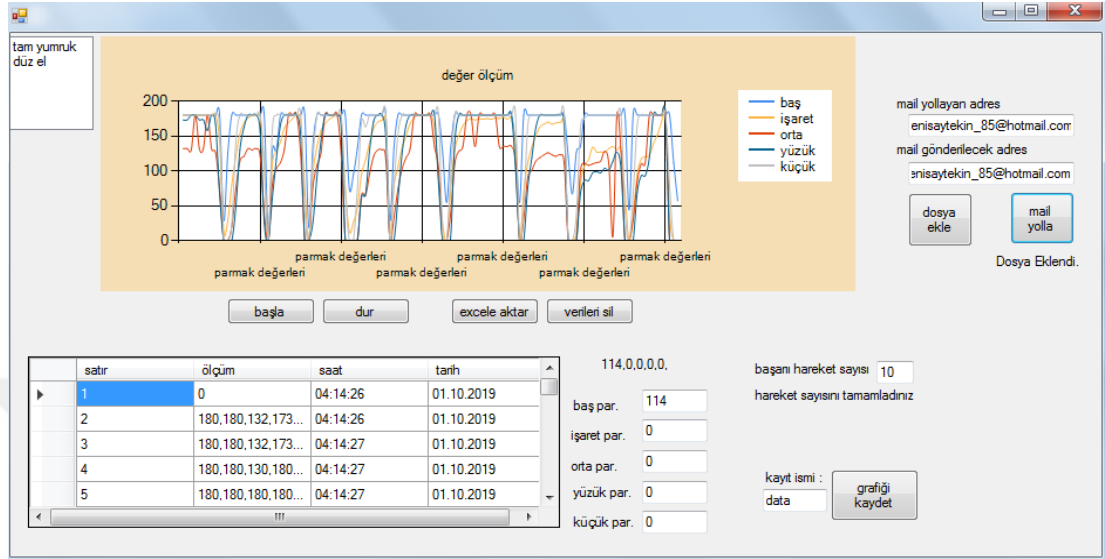 tam yumruk
düz el
değer ölçüm
200
150
100
50
0
parmak değerleri
parmak değerleri
parmak değerleri
parmak değerleri
parmak değerleri
parmak değerleri
baş
işaret
orta
yüzük
küçük
mail yollayan adres
enisaytekin_85@hotmail.com
mail gönderilecek adres
enisaytekin_85@hotmail.com
dosya
ekle
mail
yolla
Dosya Eklendi.
başla
dur
excele aktar
verileri sil
satır ölçüm saat tarih
1 0 04:14:26 01.10.2019
2 180,180,132,173... 04:14:26 01.10.2019
3 180,180,132,173... 04:14:27 01.10.2019
4 180,180,130,180... 04:14:27 01.10.2019
5 180,180,180,180... 04:14:27 01.10.2019
114,0,0,0,0,
baş par. 114
işaret par. 0
orta par. 0
yüzük par. 0
küçük par. 0
başarı hareket sayısı 10
hareket sayısını tamamladınız
kayıt ismi :
data
grafiği
kaydet